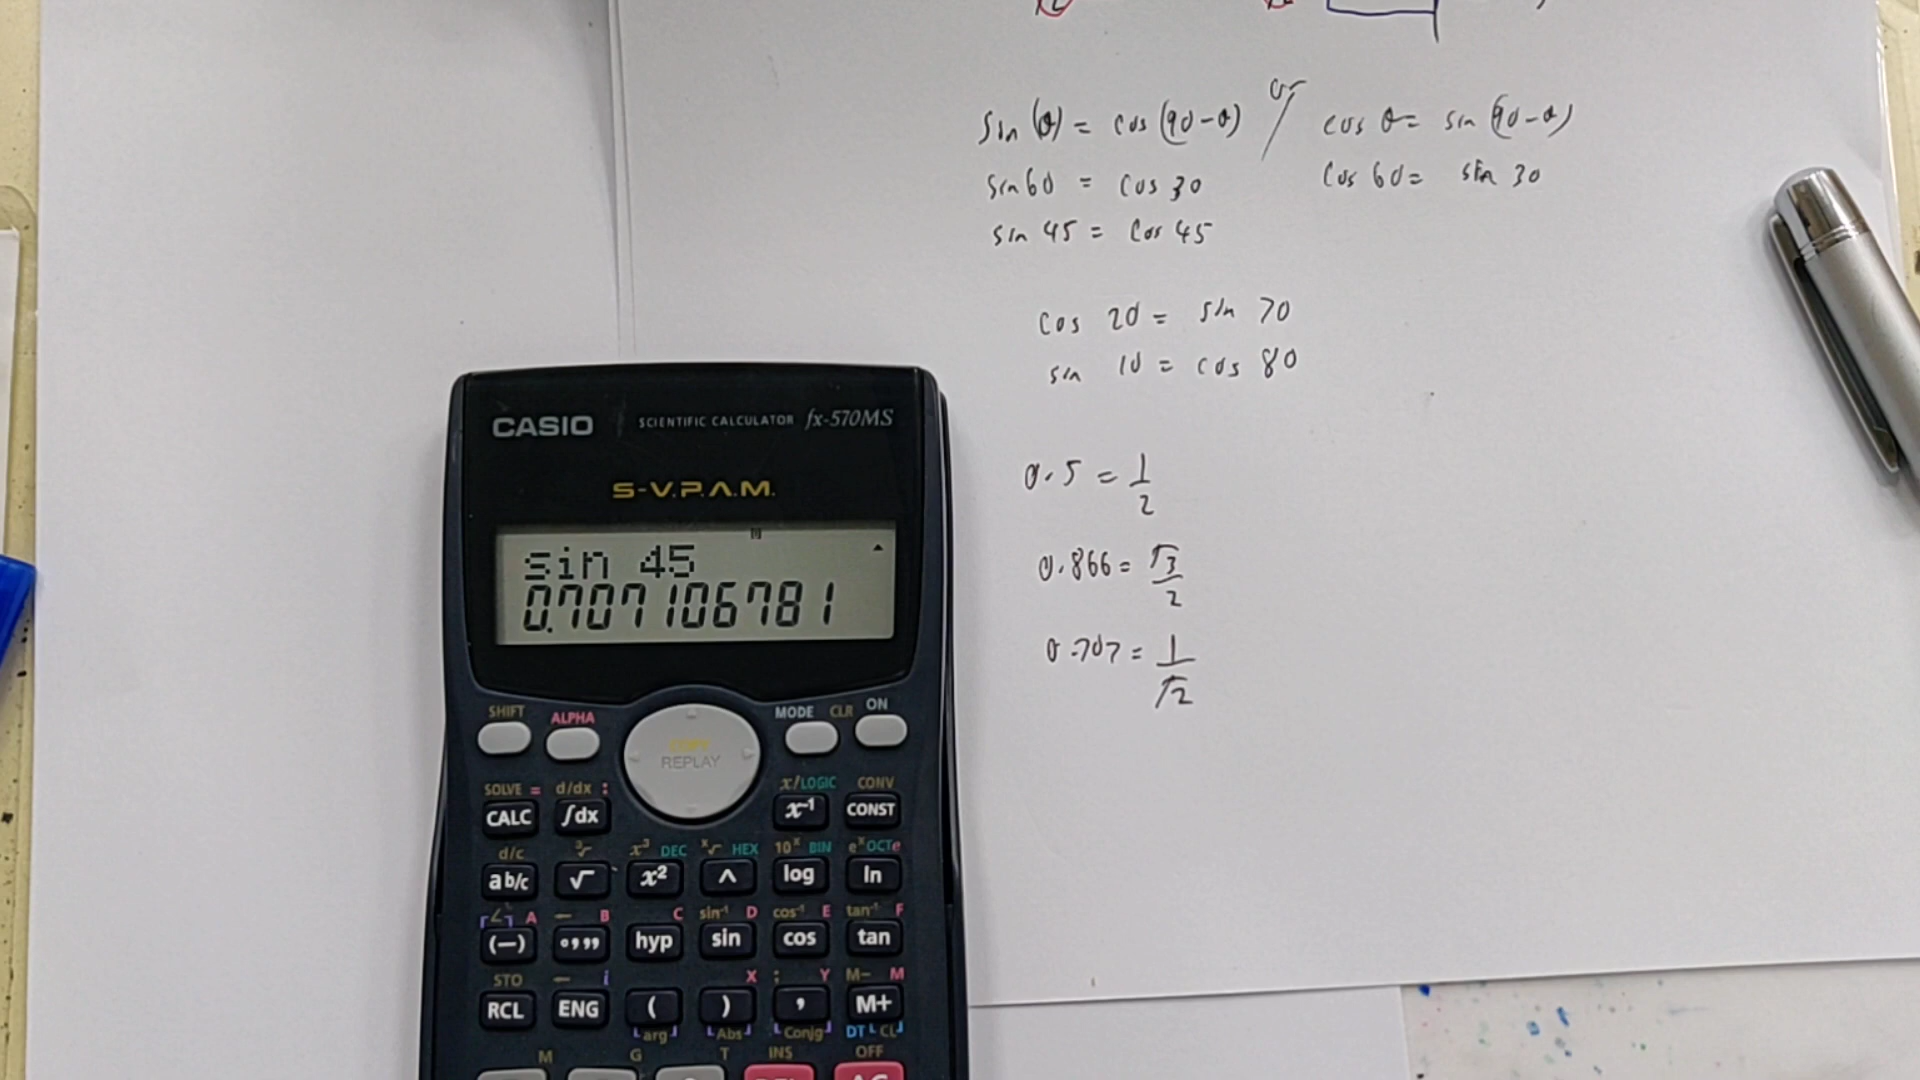 sin(θ) = cos(90-θ) or / cos θ = sin(90-θ)
sin 60 = cos 30 cos 60 = sin 30
sin 45 = cos 45
cos 20 = sin 70
sin 10 = cos 80
0.5 = 1/2
0.866 = √3/2
0.707 = 1/√2
CASIO SCIENTIFIC CALCULATOR fx-570MS
S-V.P.A.M.
D
sin 45
0.707106781
SHIFT ALPHA MODE CLR ON
COPY
REPLAY
SOLVE = d/dx : x!LOGIC CONV
CALC ∫dx x⁻¹ CONST
d/c ³√ x³ DEC ˣ√ HEX 10ˣ BIN eˣ OCT e
ab/c √ x² ^ log ln
∠ A ← B C sin⁻¹ D cos⁻¹ E tan⁻¹ F
(−) °,,, hyp sin cos tan
STO ← i X ; Y M− M
RCL ENG ( ) , M+
arg Abs Conjg DT CL
M G T INS OFF
DEL AC